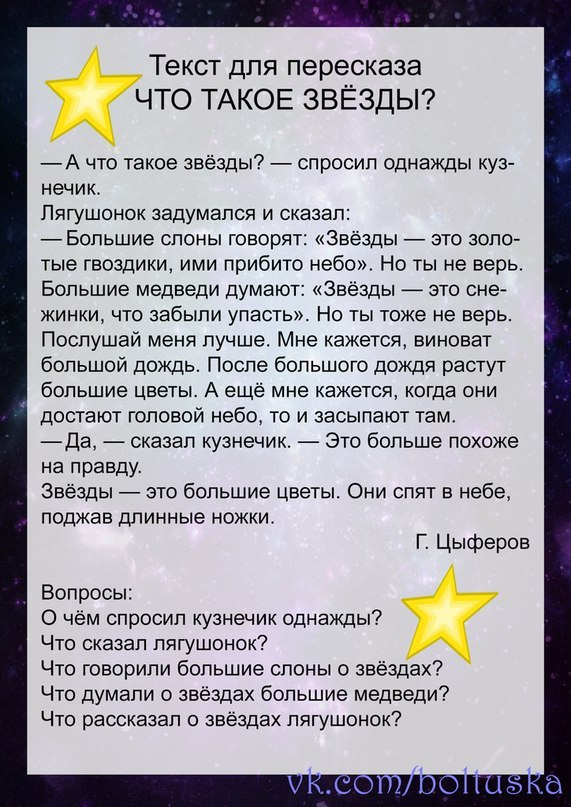 Текст для пересказа
ЧТО ТАКОЕ ЗВЁЗДЫ?
— А что такое звёзды? — спросил однажды куз-
нечик.
Лягушонок задумался и сказал:
— Большие слоны говорят: «Звёзды — это золо-
тые гвоздики, ими прибито небо». Но ты не верь.
Большие медведи думают: «Звёзды — это сне-
жинки, что забыли упасть». Но ты тоже не верь.
Послушай меня лучше. Мне кажется, виноват
большой дождь. После большого дождя растут
большие цветы. А ещё мне кажется, когда они
достают головой небо, то и засыпают там.
— Да, — сказал кузнечик. — Это больше похоже
на правду.
Звёзды — это большие цветы. Они спят в небе,
поджав длинные ножки.
Г. Цыферов
Вопросы:
О чём спросил кузнечик однажды?
Что сказал лягушонок?
Что говорили большие слоны о звёздах?
Что думали о звёздах большие медведи?
Что рассказал о звёздах лягушонок?
vk.com/boltuska